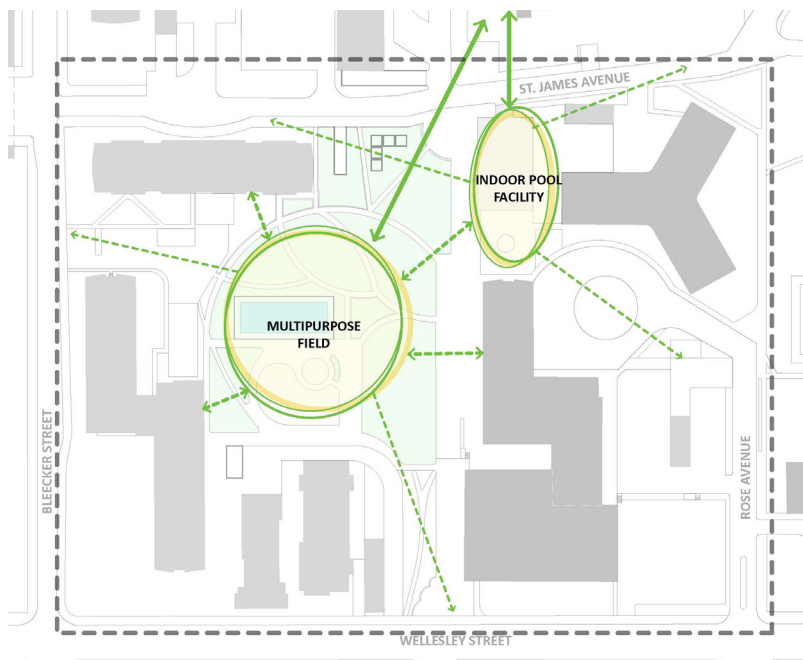 ST. JAMES AVENUE
INDOOR POOL
FACILITY
MULTIPURPOSE
FIELD
BLEECKER STREET
ROSE AVENUE
WELLESLEY STREET